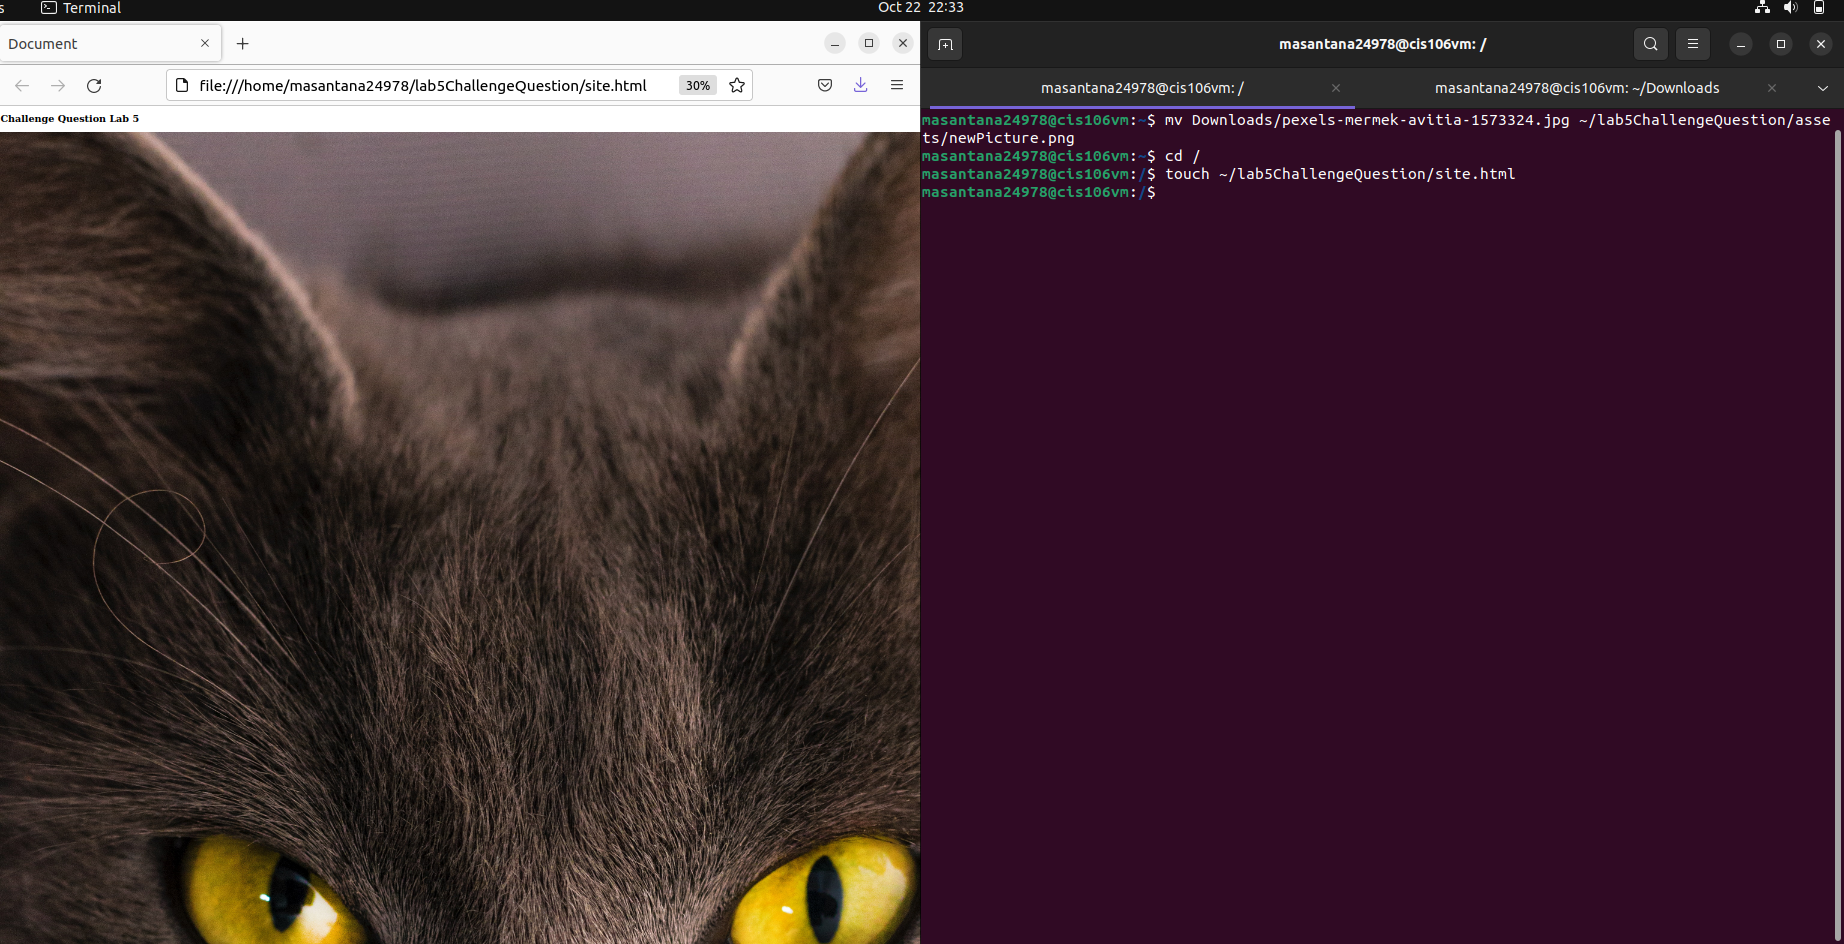 s Terminal Oct 22 22:33
Document
file:///home/masantana24978/lab5ChallengeQuestion/site.html 30%
Challenge Question Lab 5
masantana24978@cis106vm: /
masantana24978@cis106vm: / masantana24978@cis106vm: ~/Downloads
masantana24978@cis106vm:~$ mv Downloads/pexels-mermek-avitia-1573324.jpg ~/lab5ChallengeQuestion/asse
ts/newPicture.png
masantana24978@cis106vm:~$ cd /
masantana24978@cis106vm:/$ touch ~/lab5ChallengeQuestion/site.html
masantana24978@cis106vm:/$